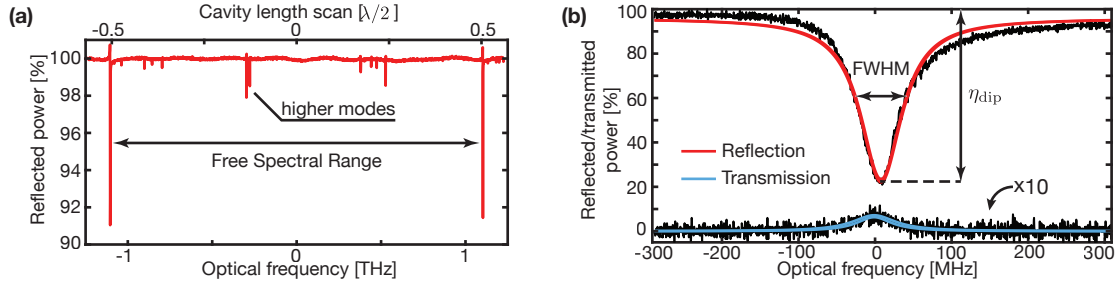 (a)
Cavity length scan [λ/2]
-0.5 0 0.5
Reflected power [%]
100
98
96
94
92
90
higher modes
Free Spectral Range
-1 0 1
Optical frequency [THz]
(b)
Reflected/transmitted
power [%]
100
80
60
40
20
0
FWHM
ηdip
Reflection
Transmission
x10
-300 -100 0 100 200 300
Optical frequency [MHz]